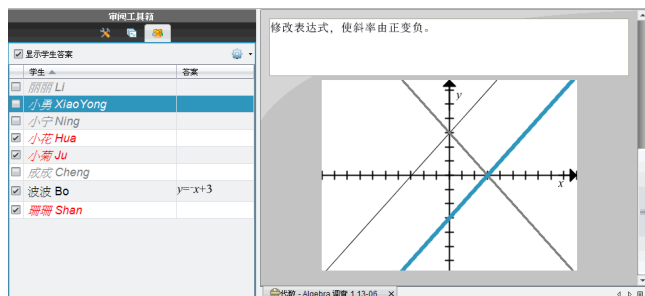 审阅工具箱
显示学生答案
学生 答案
丽丽 Li
小勇 XiaoYong
小宁 Ning
小花 Hua
小菊 Ju
成成 Cheng
波波 Bo y=-x+3
珊珊 Shan
修改表达式，使斜率由正变负。
y
x
代数 - Algebra 调查 1.13-06 X